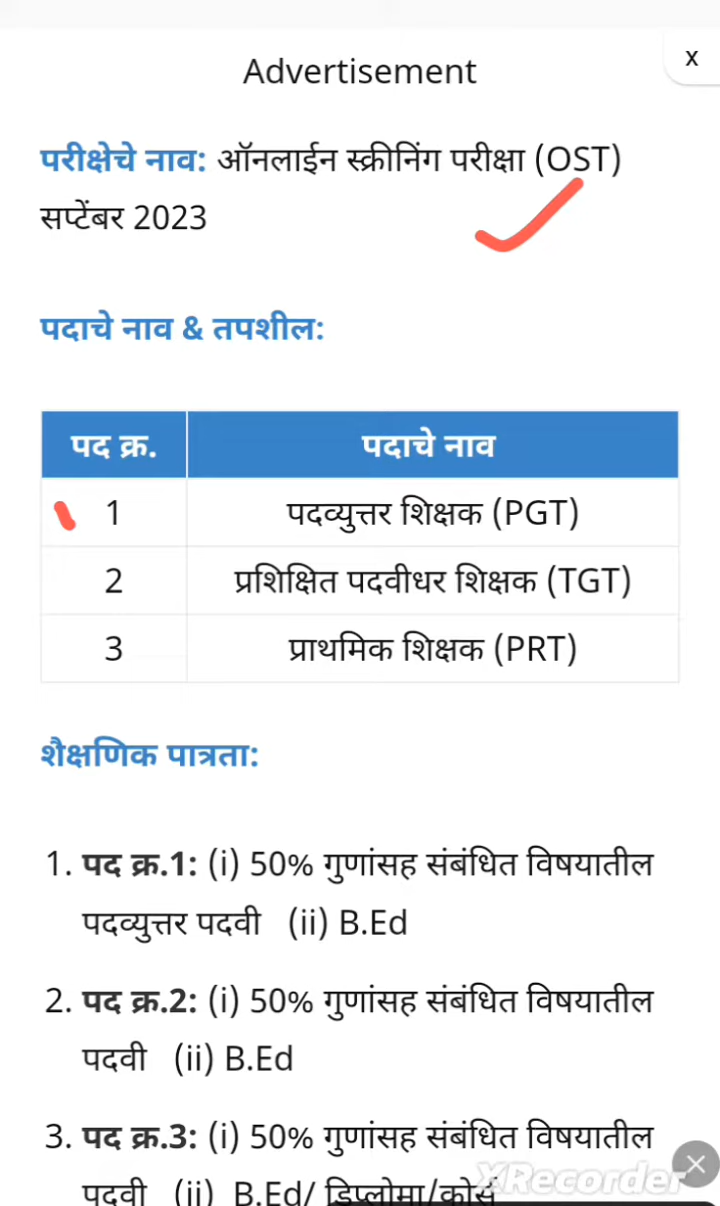 Advertisement
x
परीक्षेचे नाव: ऑनलाईन स्क्रीनिंग परीक्षा (OST)
सप्टेंबर 2023
पदाचे नाव & तपशील:
पद क्र. पदाचे नाव
1 पदव्युत्तर शिक्षक (PGT)
2 प्रशिक्षित पदवीधर शिक्षक (TGT)
3 प्राथमिक शिक्षक (PRT)
शैक्षणिक पात्रता:
1. पद क्र.1: (i) 50% गुणांसह संबंधित विषयातील
पदव्युत्तर पदवी (ii) B.Ed
2. पद क्र.2: (i) 50% गुणांसह संबंधित विषयातील
पदवी (ii) B.Ed
3. पद क्र.3: (i) 50% गुणांसह संबंधित विषयातील
पदवी (ii) B.Ed/ डिप्लोमा/कोर्स
XRecorder